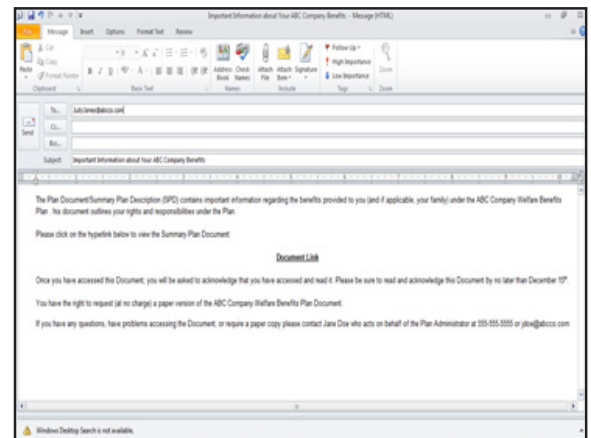 Important Information about Your ABC Company Benefits - Message (HTML)
File Message Insert Options Format Text Review
Paste
Cut
Copy
Format Painter
Clipboard
B I U
Basic Text
Address Book
Check Names
Names
Attach File
Attach Item
Signature
Include
Follow Up
High Importance
Low Importance
Tags
Zoom
Zoom
Send
To...
Cc...
Bcc...
Subject: Important Information about Your ABC Company Benefits
The Plan Document/Summary Plan Description (SPD) contains important information regarding the benefits provided to you (and if applicable, your family) under the ABC Company Welfare Benefits
Plan. his document outlines your rights and responsibilities under the Plan.
Please click on the hyperlink below to view the Summary Plan Document:
Document Link
Once you have accessed this Document, you will be asked to acknowledge that you have accessed and read it. Please be sure to read and acknowledge this Document by no later than December 15th.
You have the right to request (at no charge) a paper version of the ABC Company Welfare Benefits Plan Document.
If you have any questions, have problems accessing the Document, or require a paper copy please contact Jane Doe who acts on behalf of the Plan Administrator at 555-555-5555 or jdoe@abcco.com
Windows Desktop Search is not available.